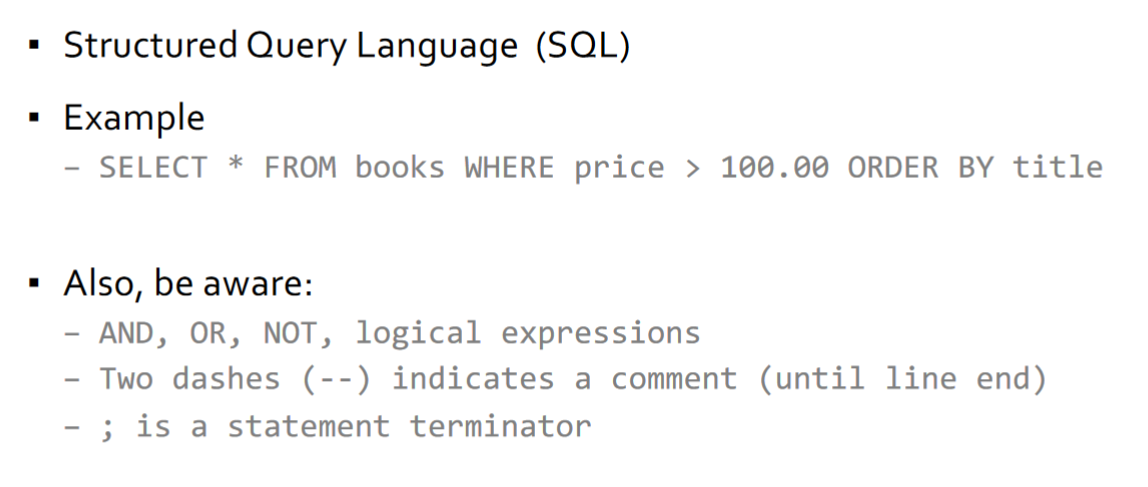 ▪ Structured Query Language (SQL)
▪ Example
– SELECT * FROM books WHERE price > 100.00 ORDER BY title
▪ Also, be aware:
– AND, OR, NOT, logical expressions
– Two dashes (--) indicates a comment (until line end)
– ; is a statement terminator